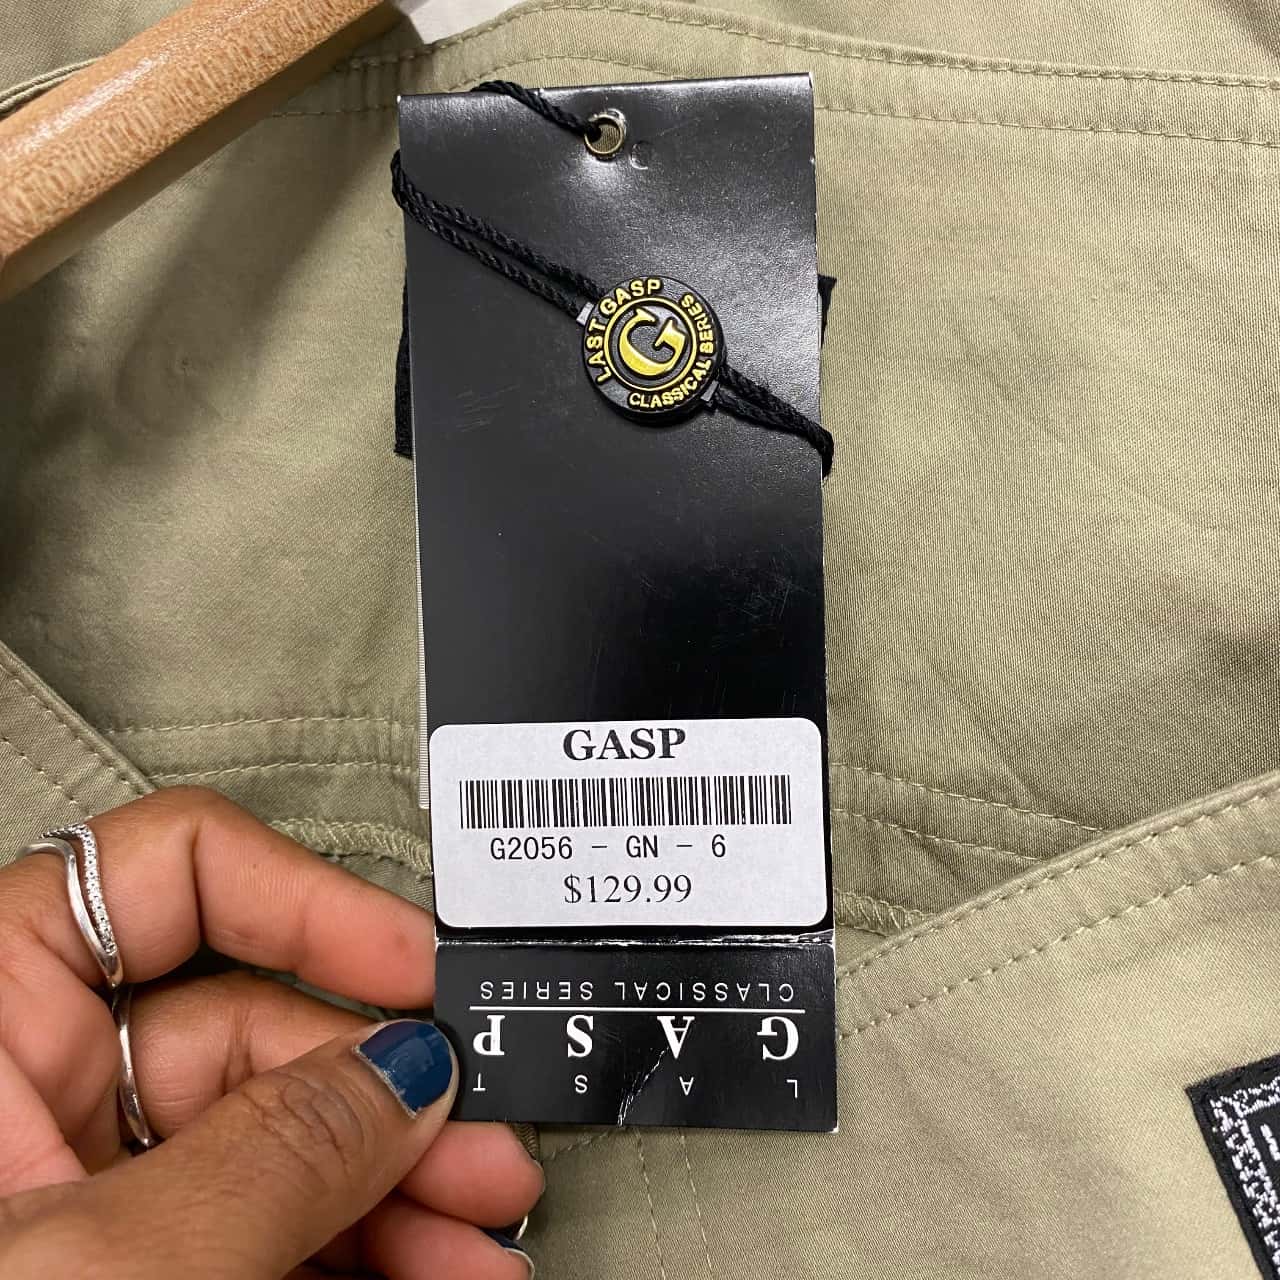 LAST GASP
CLASSICAL SERIES
G
GASP
G2056 - GN - 6
$129.99
LAST
GASP
CLASSICAL SERIES